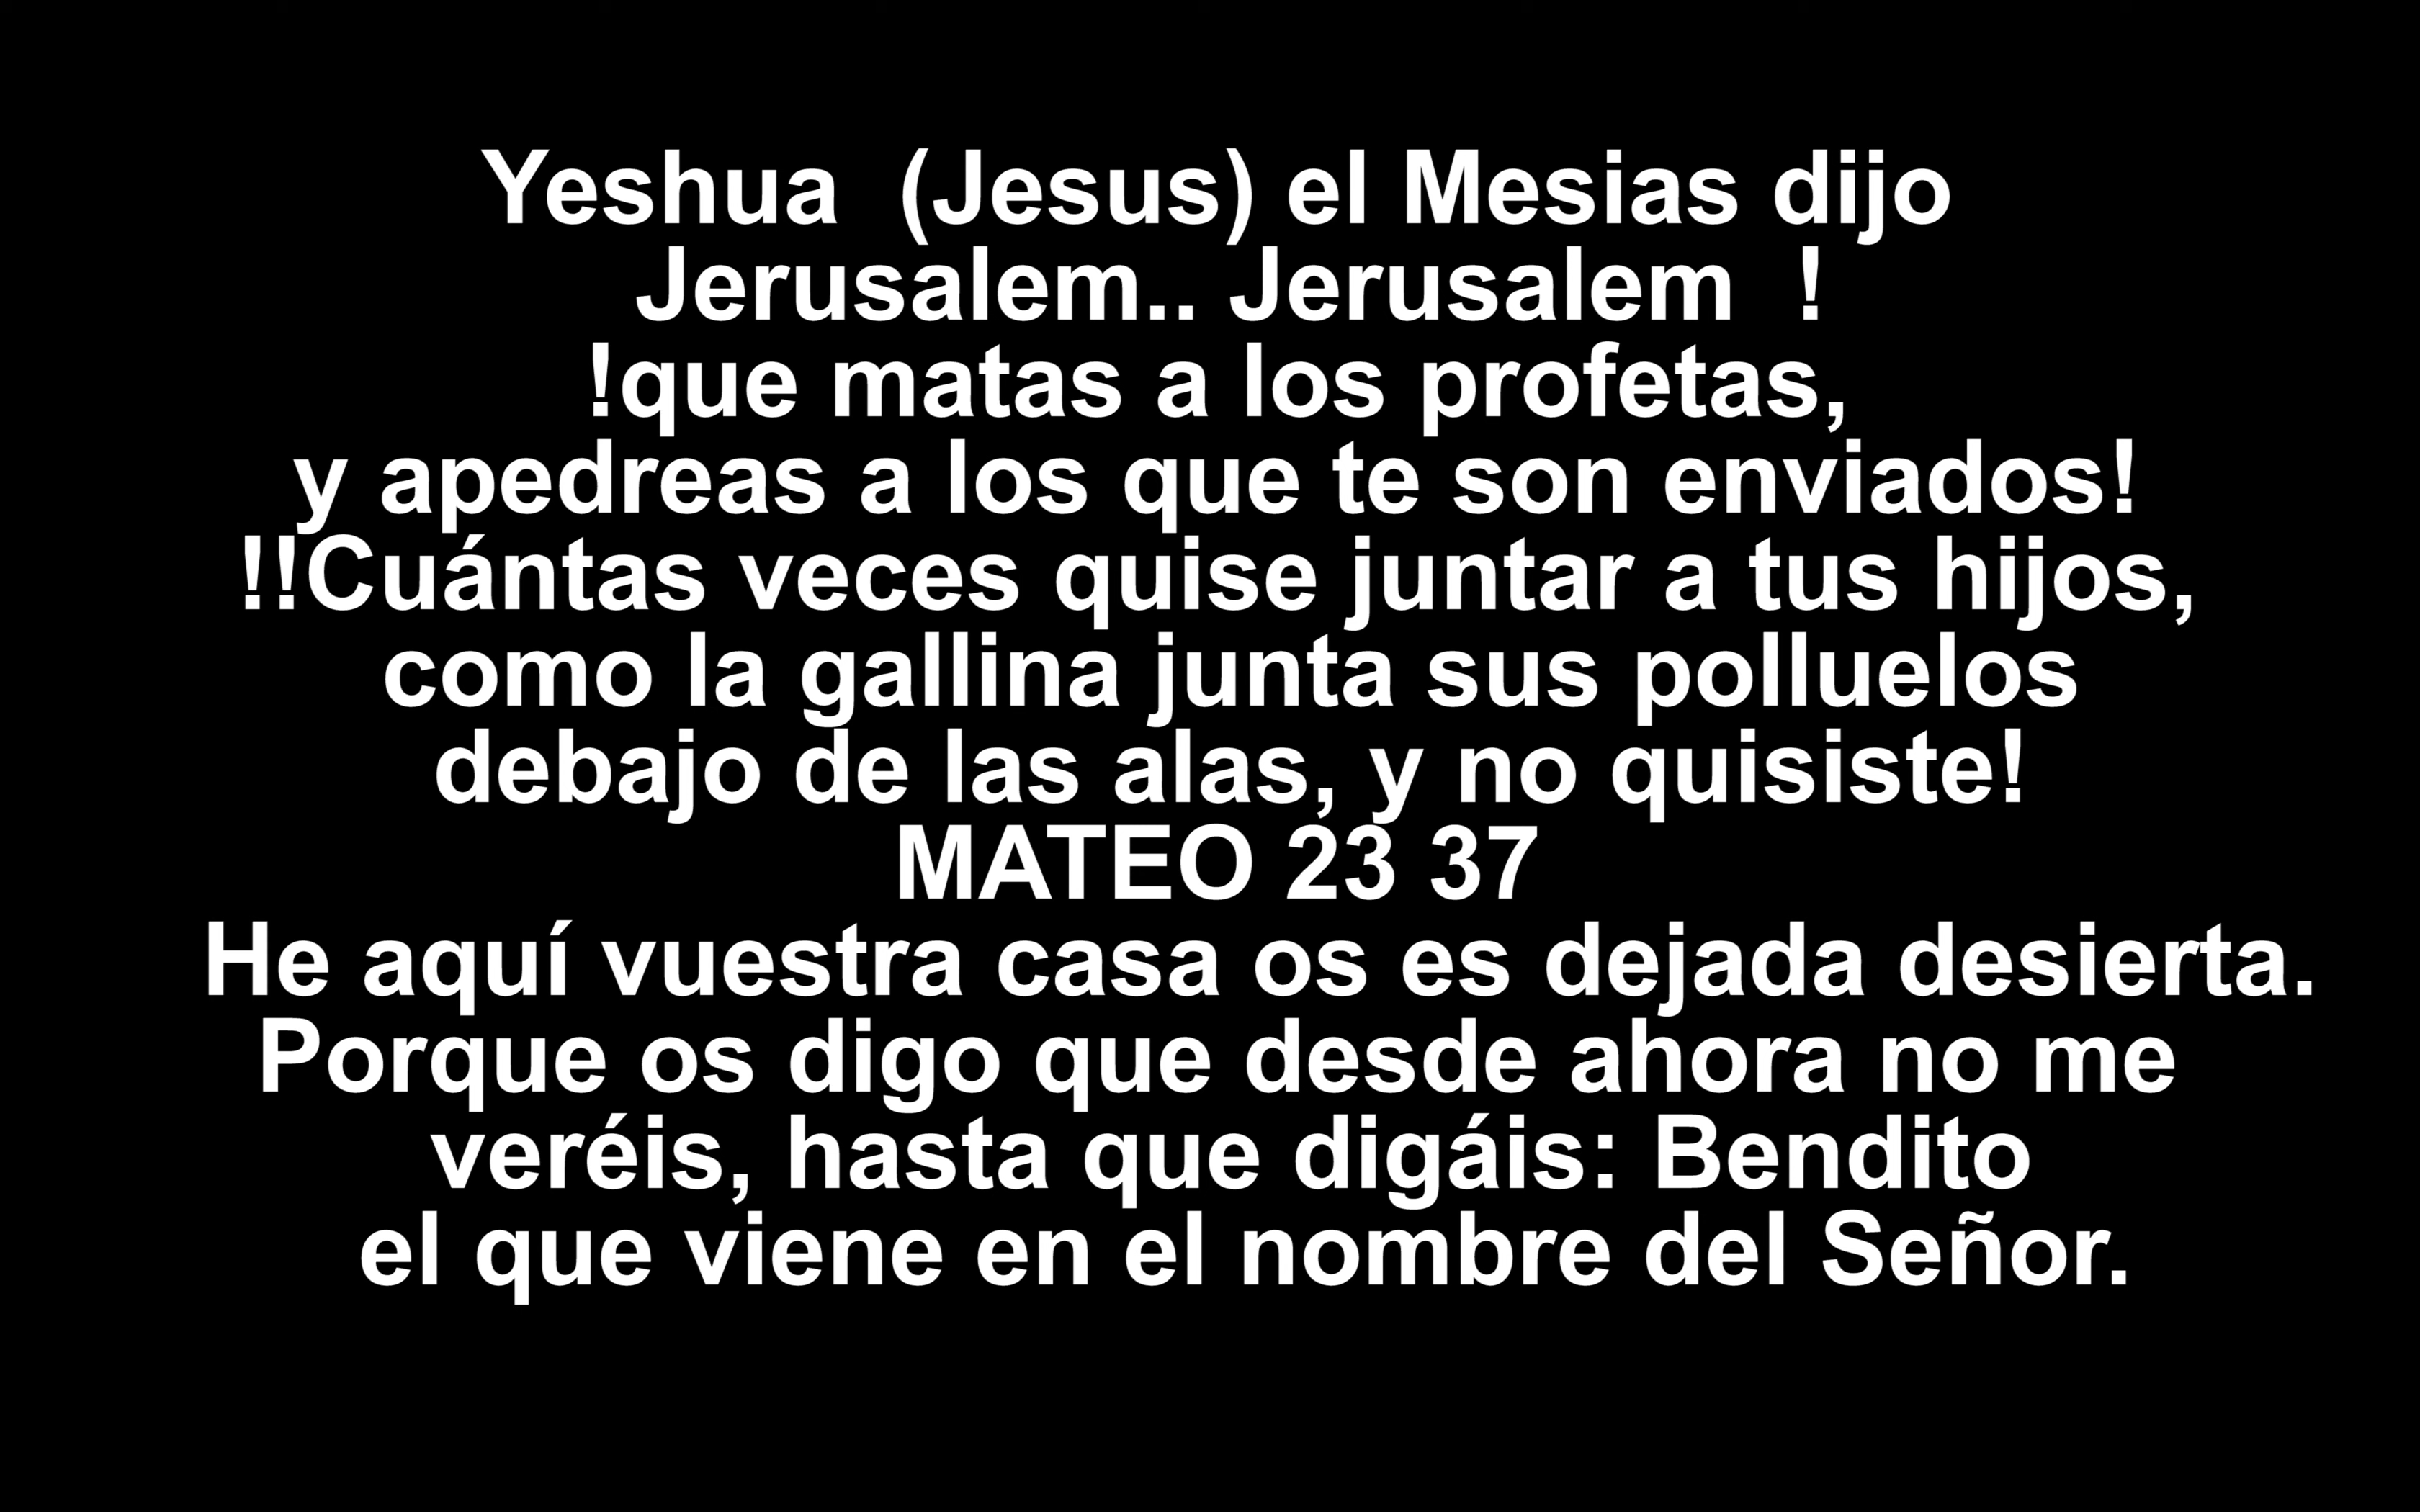 Yeshua  (Jesus) el Mesias dijo
Jerusalem.. Jerusalem  !
!que matas a los profetas,
y apedreas a los que te son enviados!
!!Cuántas veces quise juntar a tus hijos,
como la gallina junta sus polluelos
debajo de las alas, y no quisiste!
MATEO 23 37
He aquí vuestra casa os es dejada desierta.
Porque os digo que desde ahora no me
veréis, hasta que digáis: Bendito
el que viene en el nombre del Señor.